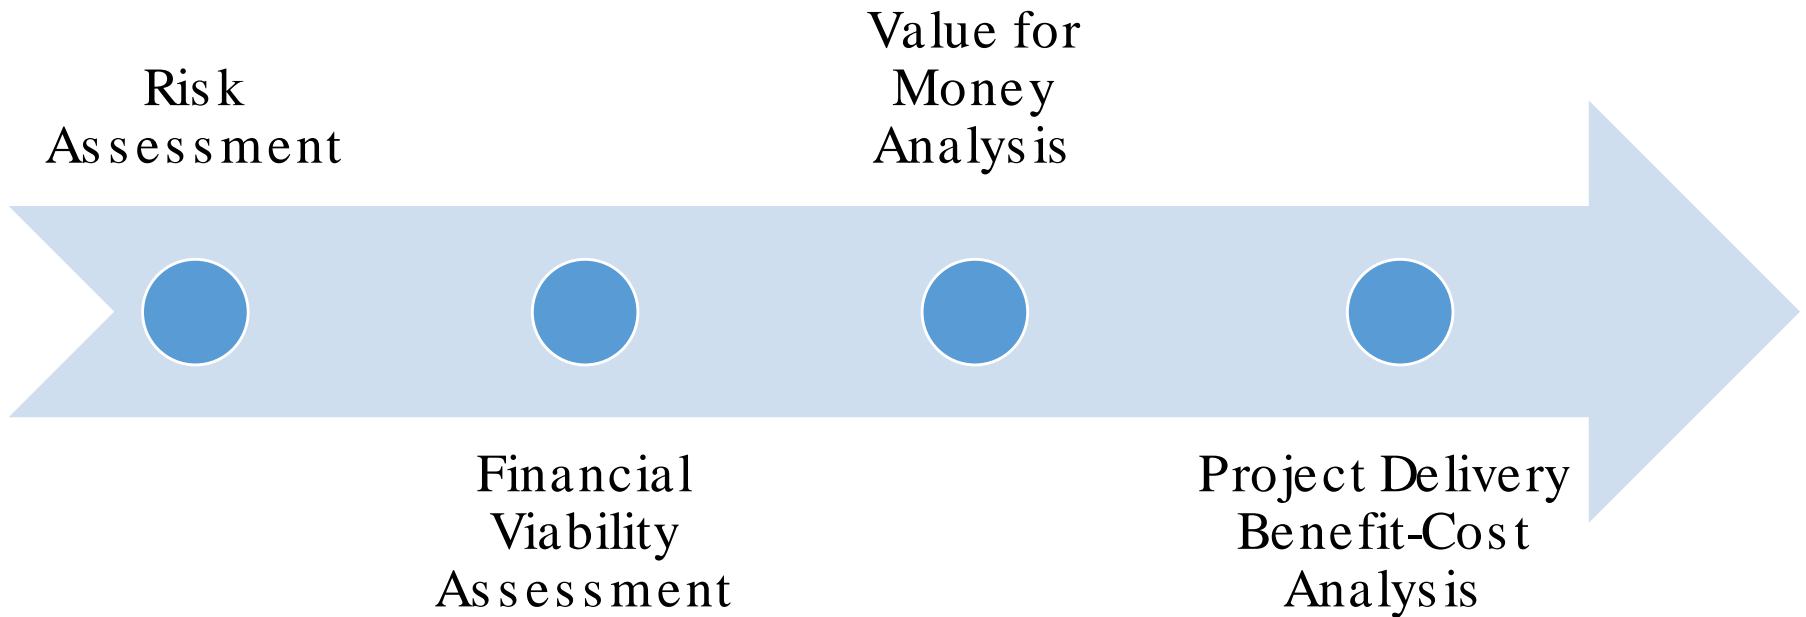 Risk
Assessment
Financial
Viability
Assessment
Value for
Money
Analysis
Project Delivery
Benefit-Cost
Analysis